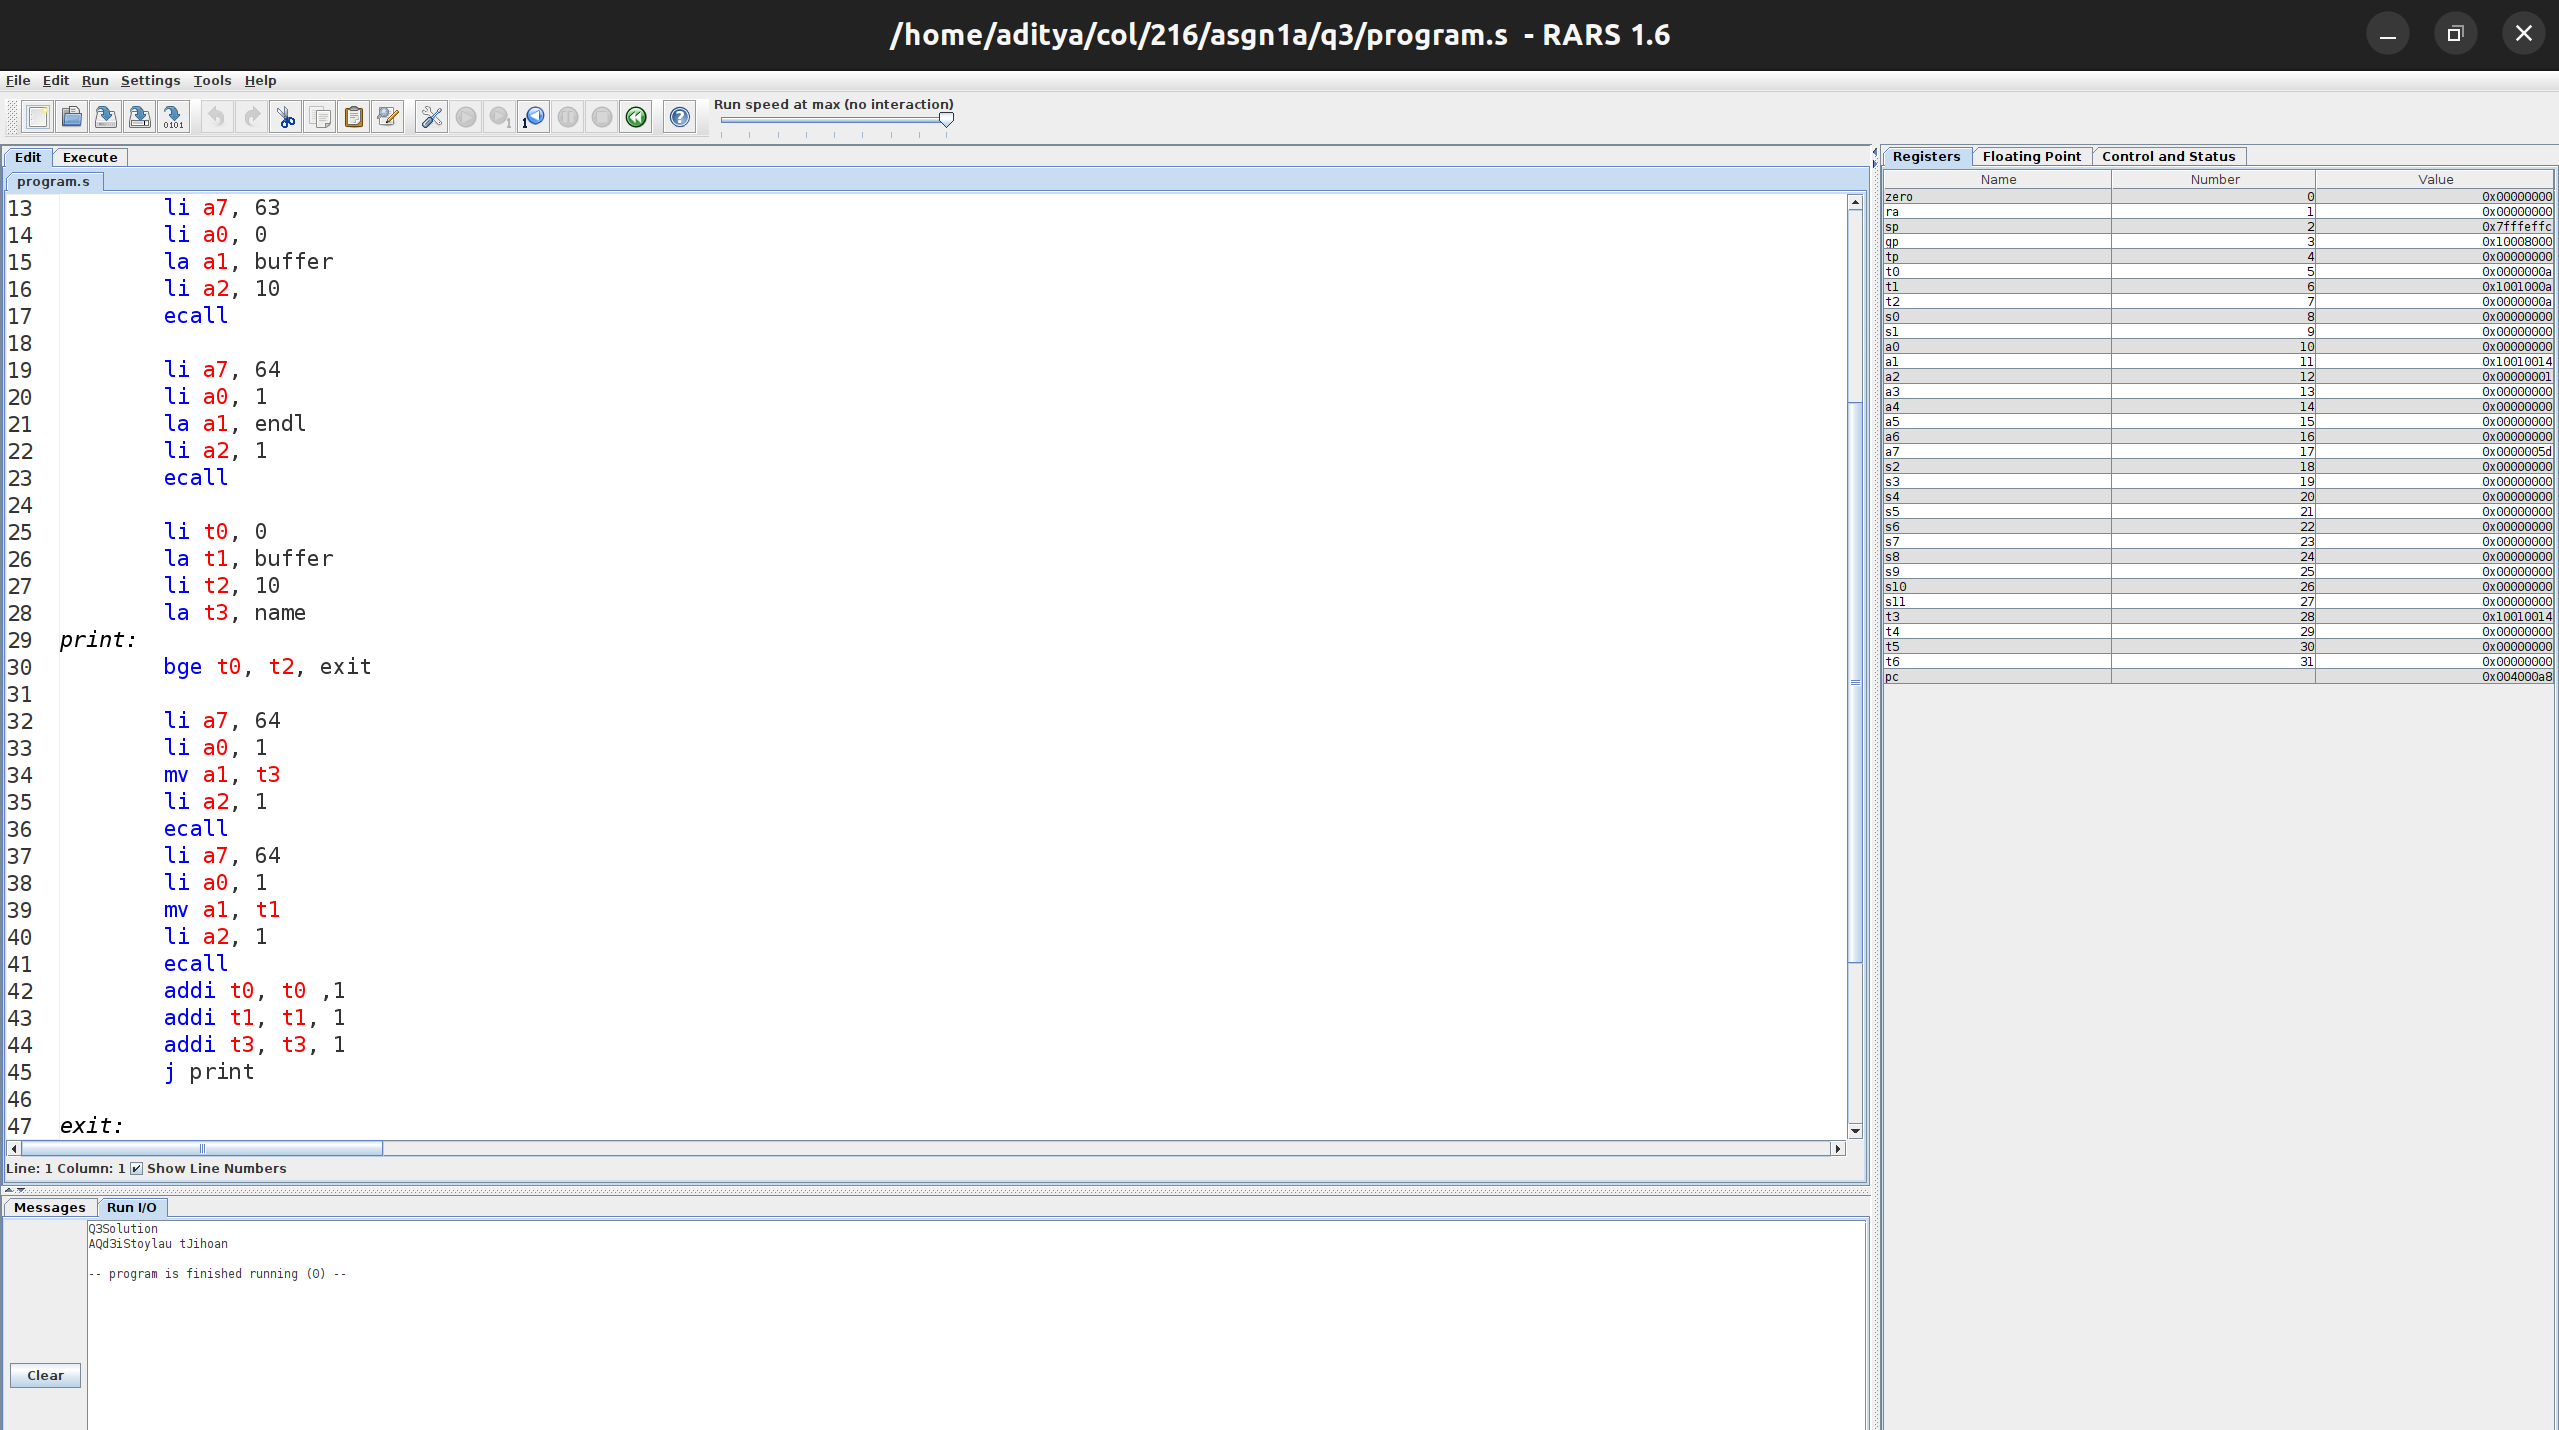 /home/aditya/col/216/asgn1a/q3/program.s - RARS 1.6
File Edit Run Settings Tools Help
Run speed at max (no interaction)
Edit Execute
program.s
13 li a7, 63
14 li a0, 0
15 la a1, buffer
16 li a2, 10
17 ecall
18
19 li a7, 64
20 li a0, 1
21 la a1, endl
22 li a2, 1
23 ecall
24
25 li t0, 0
26 la t1, buffer
27 li t2, 10
28 la t3, name
29 print:
30 bge t0, t2, exit
31
32 li a7, 64
33 li a0, 1
34 mv a1, t3
35 li a2, 1
36 ecall
37 li a7, 64
38 li a0, 1
39 mv a1, t1
40 li a2, 1
41 ecall
42 addi t0, t0 ,1
43 addi t1, t1, 1
44 addi t3, t3, 1
45 j print
46
47 exit:
Line: 1 Column: 1 Show Line Numbers
Messages Run I/O
Q3Solution
AQd3iStoylau tJihoan
-- program is finished running (0) --
Clear
Registers Floating Point Control and Status
Name Number Value
zero 0 0x00000000
ra 1 0x00000000
sp 2 0x7fffeffc
gp 3 0x10008000
tp 4 0x00000000
t0 5 0x0000000a
t1 6 0x1001000a
t2 7 0x0000000a
s0 8 0x00000000
s1 9 0x00000000
a0 10 0x00000000
a1 11 0x10010014
a2 12 0x00000001
a3 13 0x00000000
a4 14 0x00000000
a5 15 0x00000000
a6 16 0x00000000
a7 17 0x0000005d
s2 18 0x00000000
s3 19 0x00000000
s4 20 0x00000000
s5 21 0x00000000
s6 22 0x00000000
s7 23 0x00000000
s8 24 0x00000000
s9 25 0x00000000
s10 26 0x00000000
s11 27 0x00000000
t3 28 0x10010014
t4 29 0x00000000
t5 30 0x00000000
t6 31 0x00000000
pc 0x004000a8